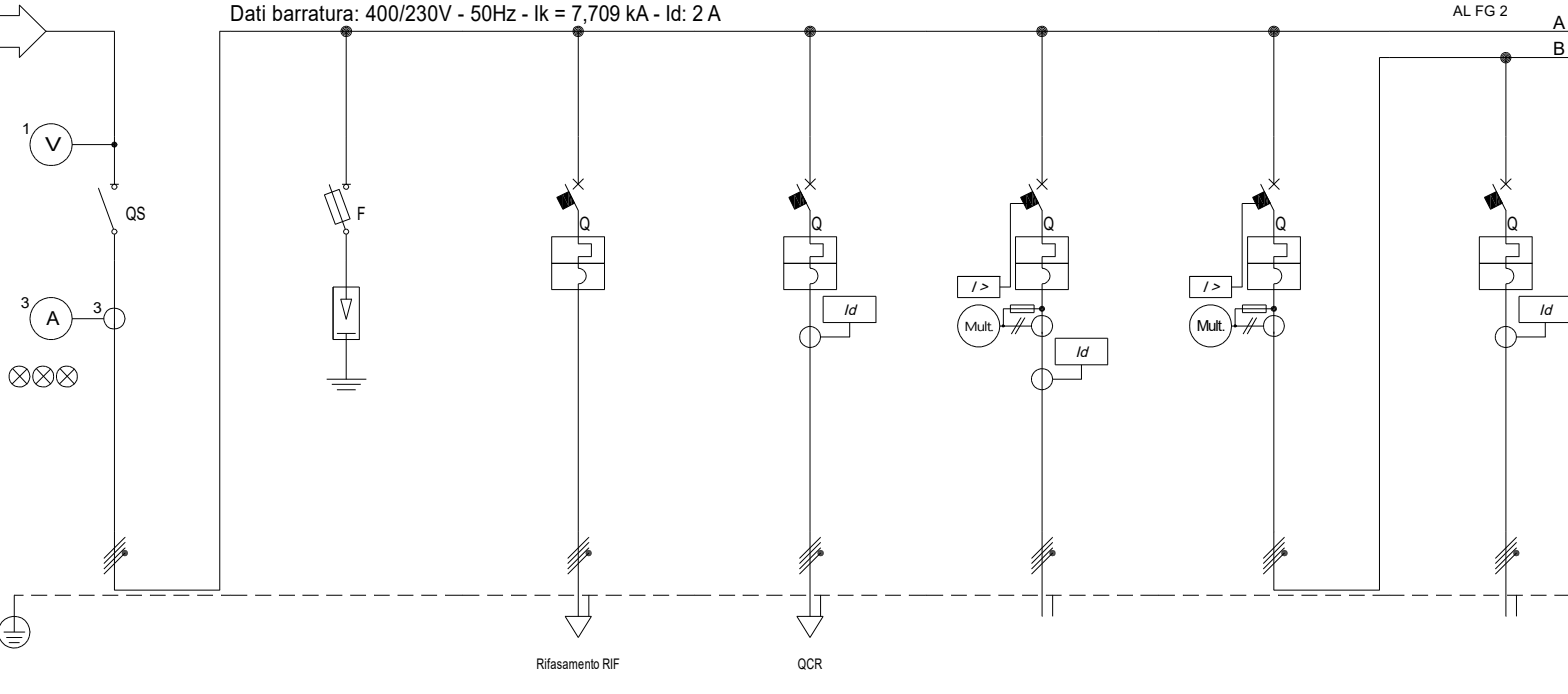 Dati barratura: 400/230V - 50Hz - Ik = 7,709 kA - Id: 2 A
AL FG 2
A
B
1
V
QS
F
Q
Q
Q
Q
Q
I >
I >
3
A
3
Id
Mult.
Mult.
Id
Id
Rifasamento RIF
QCR